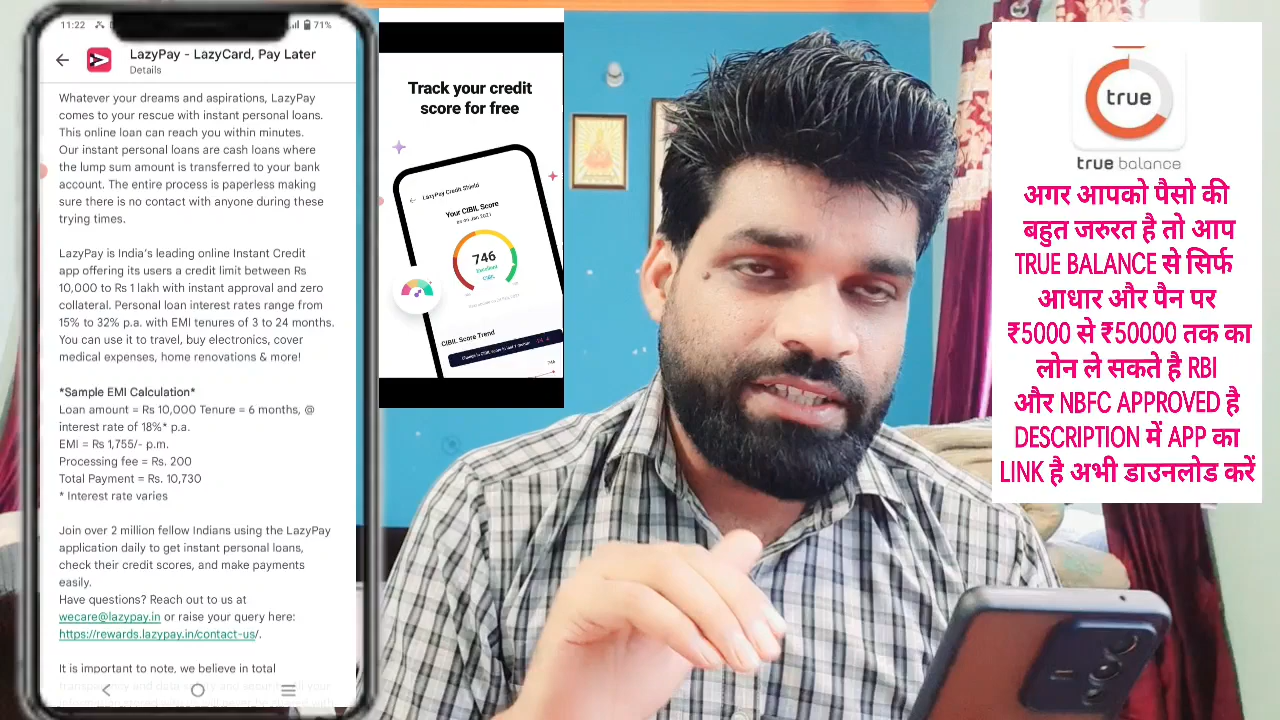 11:22
71%
LazyPay - LazyCard, Pay Later
Details
Whatever your dreams and aspirations, LazyPay
comes to your rescue with instant personal loans.
This online loan can reach you within minutes.
Our instant personal loans are cash loans where
the lump sum amount is transferred to your bank
account. The entire process is paperless making
sure there is no contact with anyone during these
trying times.
LazyPay is India's leading online Instant Credit
app offering its users a credit limit between Rs
10,000 to Rs 1 lakh with instant approval and zero
collateral. Personal loan interest rates range from
15% to 32% p.a. with EMI tenures of 3 to 24 months.
You can use it to travel, buy electronics, cover
medical expenses, home renovations & more!
*Sample EMI Calculation*
Loan amount = Rs 10,000 Tenure = 6 months, @
interest rate of 18%* p.a.
EMI = Rs 1,755/- p.m.
Processing fee = Rs. 200
Total Payment = Rs. 10,730
* Interest rate varies
Join over 2 million fellow Indians using the LazyPay
application daily to get instant personal loans,
check their credit scores, and make payments
easily.
Have questions? Reach out to us at
wecare@lazypay.in or raise your query here:
https://rewards.lazypay.in/contact-us/.
It is important to note, we believe in total
Track your credit
score for free
LazyPay Credit Shield
Your CIBIL Score
as on Jan 2021
746
Excellent
CIBIL
CIBIL Score Trend
746
true
true balance
अगर आपको पैसो की
बहुत जरुरत है तो आप
TRUE BALANCE से सिर्फ
आधार और पैन पर
₹5000 से ₹50000 तक का
लोन ले सकते है RBI
और NBFC APPROVED है
DESCRIPTION में APP का
LINK है अभी डाउनलोड करें